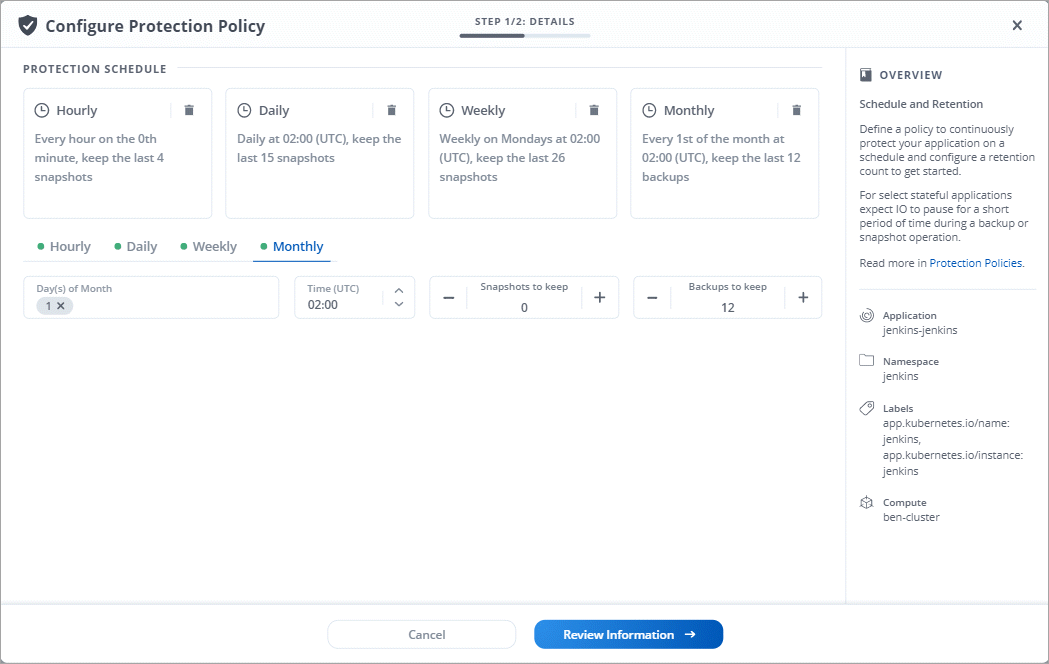 Configure Protection Policy
STEP 1/2: DETAILS
PROTECTION SCHEDULE
Hourly
Every hour on the 0th
minute, keep the last 4
snapshots
Daily
Daily at 02:00 (UTC), keep the
last 15 snapshots
Weekly
Weekly on Mondays at 02:00
(UTC), keep the last 26
snapshots
Monthly
Every 1st of the month at
02:00 (UTC), keep the last 12
backups
Hourly
Daily
Weekly
Monthly
Day(s) of Month
1
Time (UTC)
02:00
Snapshots to keep
0
Backups to keep
12
OVERVIEW
Schedule and Retention
Define a policy to continuously
protect your application on a
schedule and configure a retention
count to get started.
For select stateful applications
expect IO to pause for a short
period of time during a backup or
snapshot operation.
Read more in Protection Policies.
Application
jenkins-jenkins
Namespace
jenkins
Labels
app.kubernetes.io/name:
jenkins,
app.kubernetes.io/instance:
jenkins
Compute
ben-cluster
Cancel
Review Information →